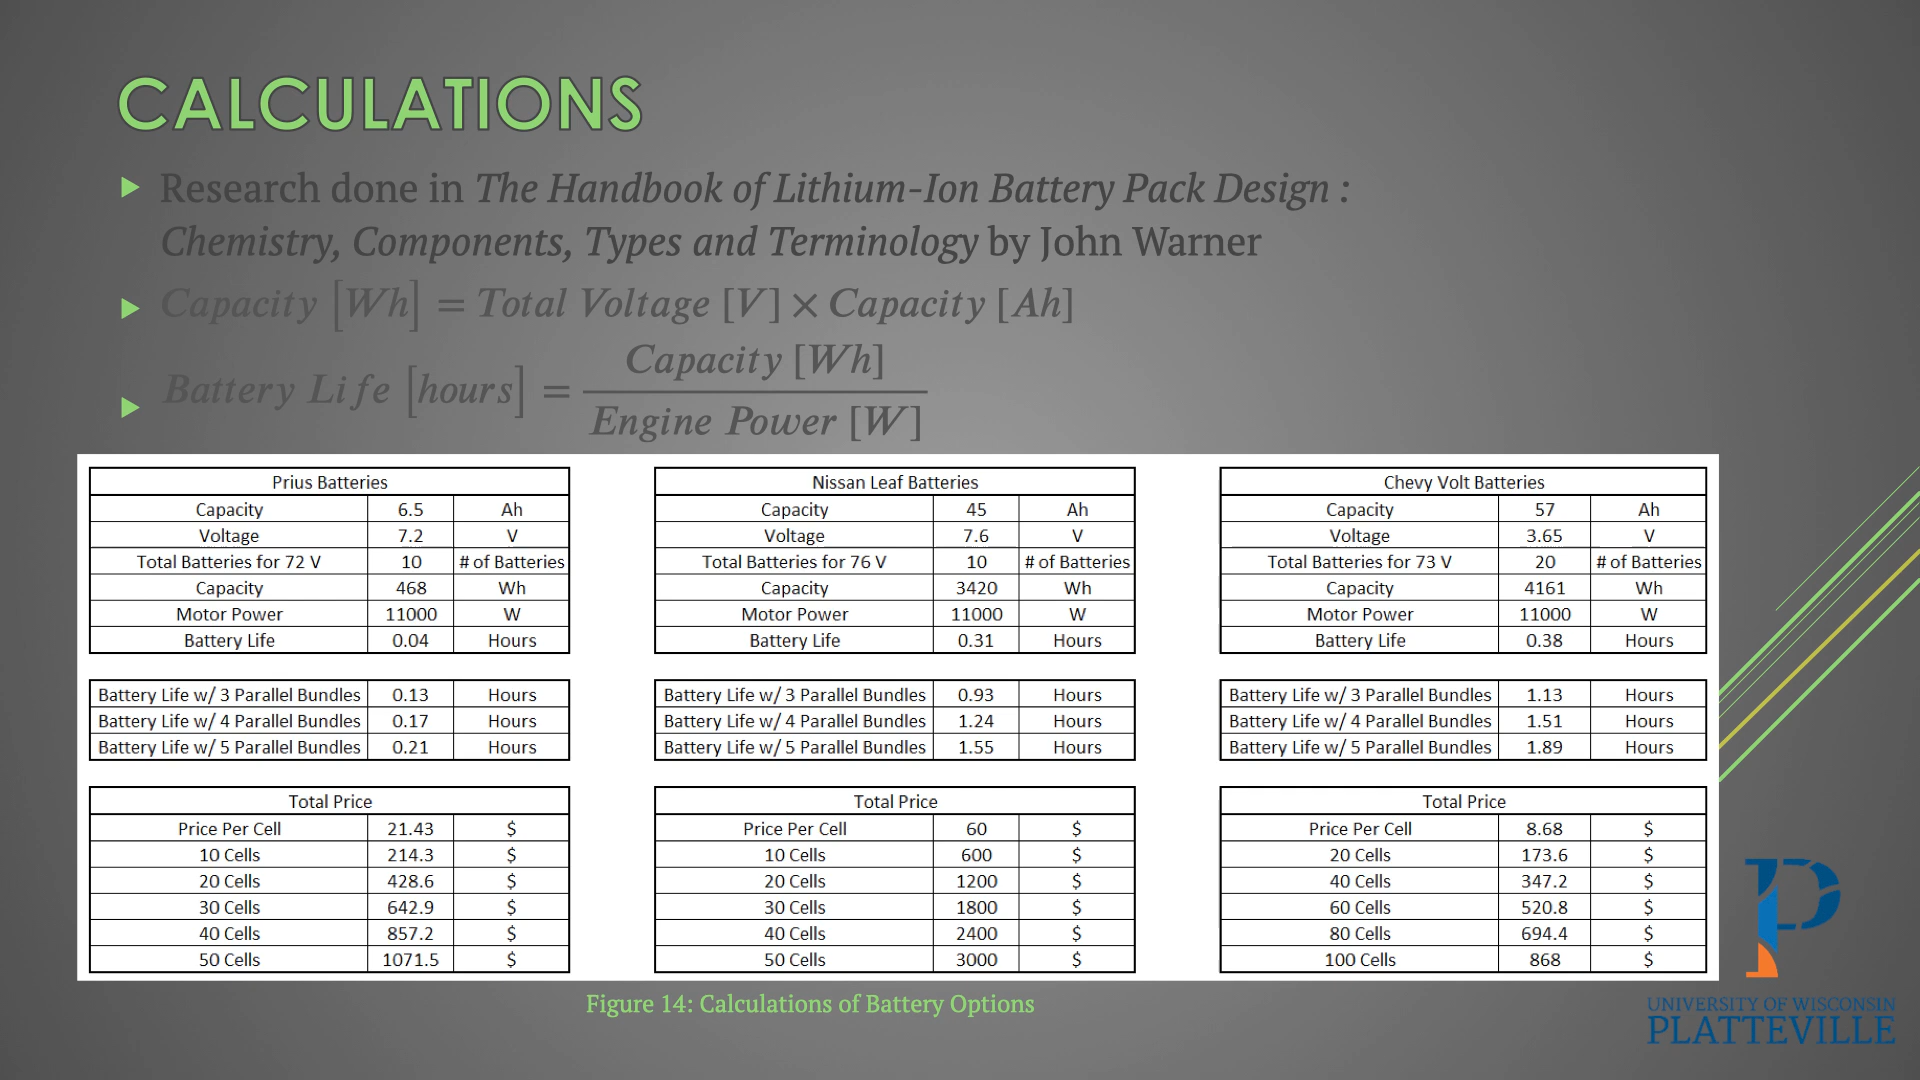 CALCULATIONS
Research done in The Handbook of Lithium-Ion Battery Pack Design :
Chemistry, Components, Types and Terminology by John Warner
Capacity [Wh] = Total Voltage [V] × Capacity [Ah]
Battery Life [hours] = Capacity [Wh] / Engine Power [W]
Prius Batteries
Capacity 6.5 Ah
Voltage 7.2 V
Total Batteries for 72 V 10 # of Batteries
Capacity 468 Wh
Motor Power 11000 W
Battery Life 0.04 Hours
Battery Life w/ 3 Parallel Bundles 0.13 Hours
Battery Life w/ 4 Parallel Bundles 0.17 Hours
Battery Life w/ 5 Parallel Bundles 0.21 Hours
Total Price
Price Per Cell 21.43 $
10 Cells 214.3 $
20 Cells 428.6 $
30 Cells 642.9 $
40 Cells 857.2 $
50 Cells 1071.5 $
Nissan Leaf Batteries
Capacity 45 Ah
Voltage 7.6 V
Total Batteries for 76 V 10 # of Batteries
Capacity 3420 Wh
Motor Power 11000 W
Battery Life 0.31 Hours
Battery Life w/ 3 Parallel Bundles 0.93 Hours
Battery Life w/ 4 Parallel Bundles 1.24 Hours
Battery Life w/ 5 Parallel Bundles 1.55 Hours
Total Price
Price Per Cell 60 $
10 Cells 600 $
20 Cells 1200 $
30 Cells 1800 $
40 Cells 2400 $
50 Cells 3000 $
Chevy Volt Batteries
Capacity 57 Ah
Voltage 3.65 V
Total Batteries for 73 V 20 # of Batteries
Capacity 4161 Wh
Motor Power 11000 W
Battery Life 0.38 Hours
Battery Life w/ 3 Parallel Bundles 1.13 Hours
Battery Life w/ 4 Parallel Bundles 1.51 Hours
Battery Life w/ 5 Parallel Bundles 1.89 Hours
Total Price
Price Per Cell 8.68 $
20 Cells 173.6 $
40 Cells 347.2 $
60 Cells 520.8 $
80 Cells 694.4 $
100 Cells 868 $
Figure 14: Calculations of Battery Options
UNIVERSITY OF WISCONSIN
PLATTEVILLE